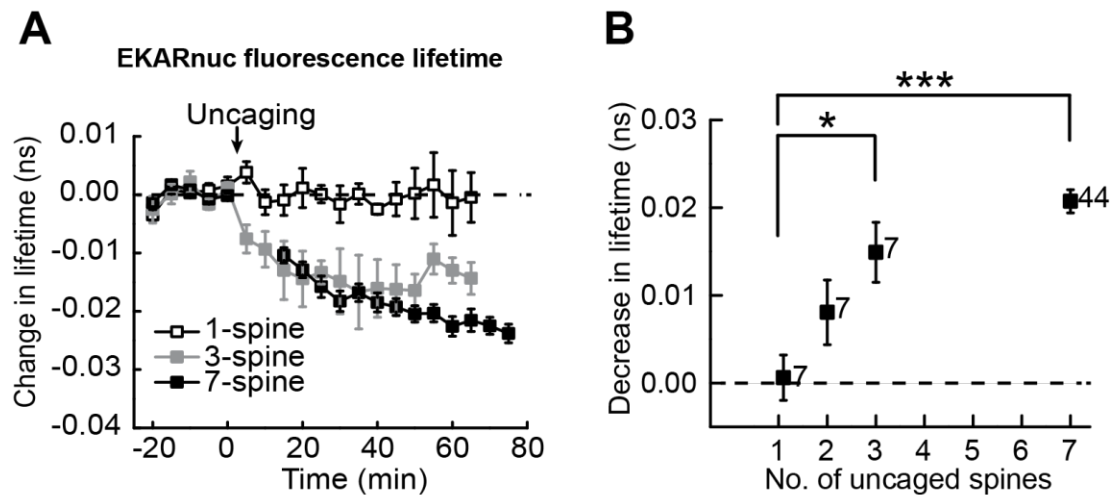 A
EKARnuc fluorescence lifetime
Uncaging
Change in lifetime (ns)
0.01
0.00
-0.01
-0.02
-0.03
-0.04
1-spine
3-spine
7-spine
-20 0 20 40 60 80
Time (min)
B
***
*
Decrease in lifetime (ns)
0.03
0.02
0.01
0.00
7
7
7
44
1 2 3 4 5 6 7
No. of uncaged spines